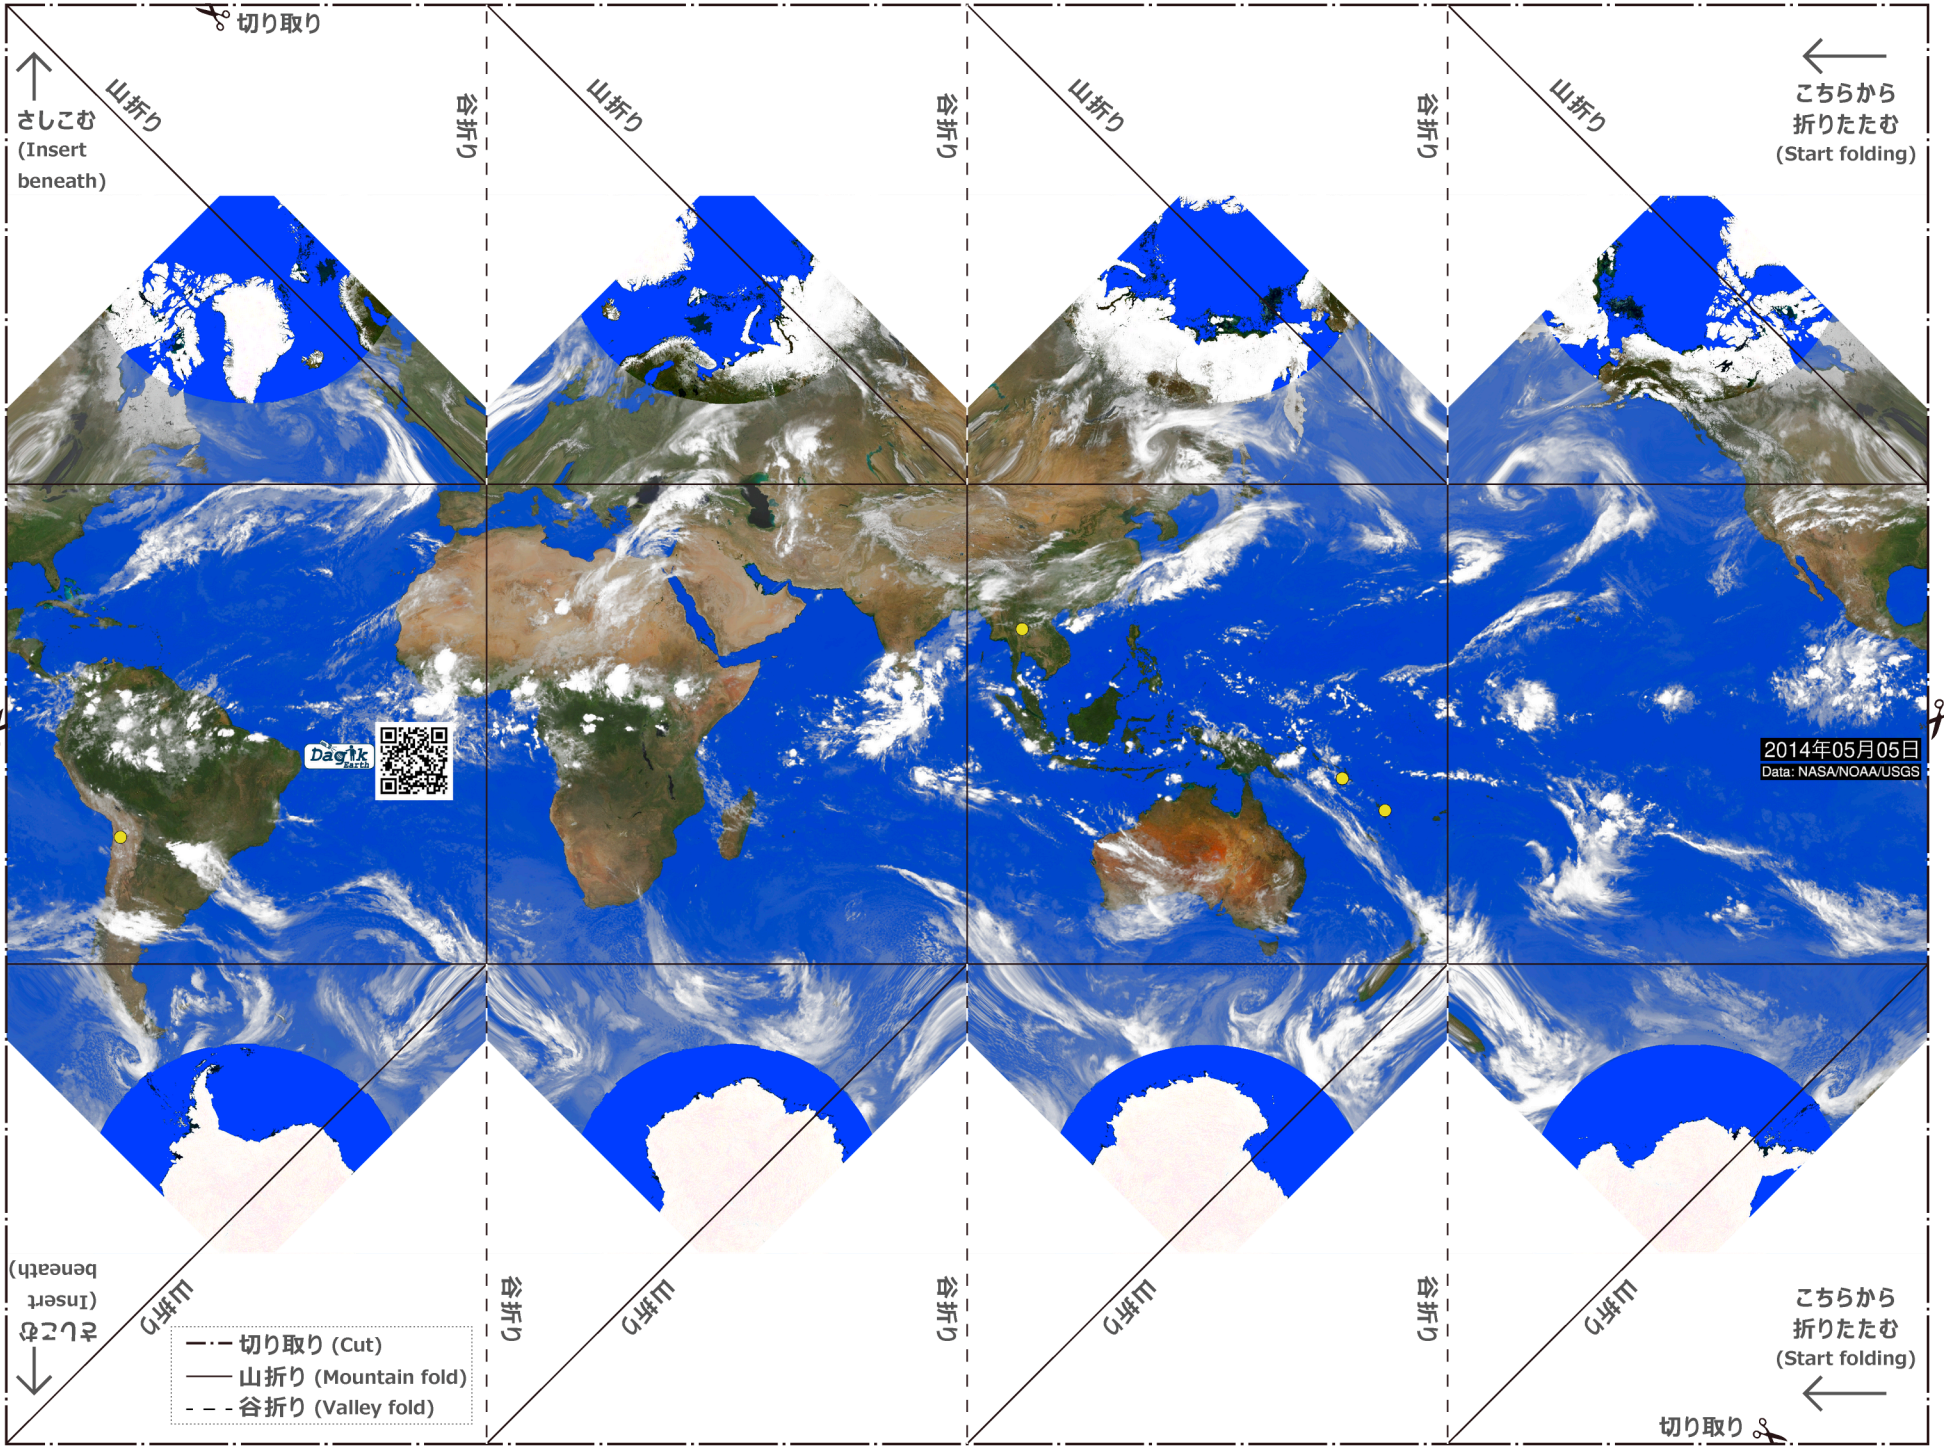 切り取り
山折り
谷折り
山折り
谷折り
山折り
谷折り
山折り
さしこむ
(Insert
beneath)
こちらから
折りたたむ
(Start folding)
Dagik
Earth
2014年05月05日
Data: NASA/NOAA/USGS
さしこむ
(Insert
beneath)
山折り
谷折り
山折り
谷折り
山折り
谷折り
山折り
こちらから
折りたたむ
(Start folding)
切り取り (Cut)
山折り (Mountain fold)
谷折り (Valley fold)
切り取り